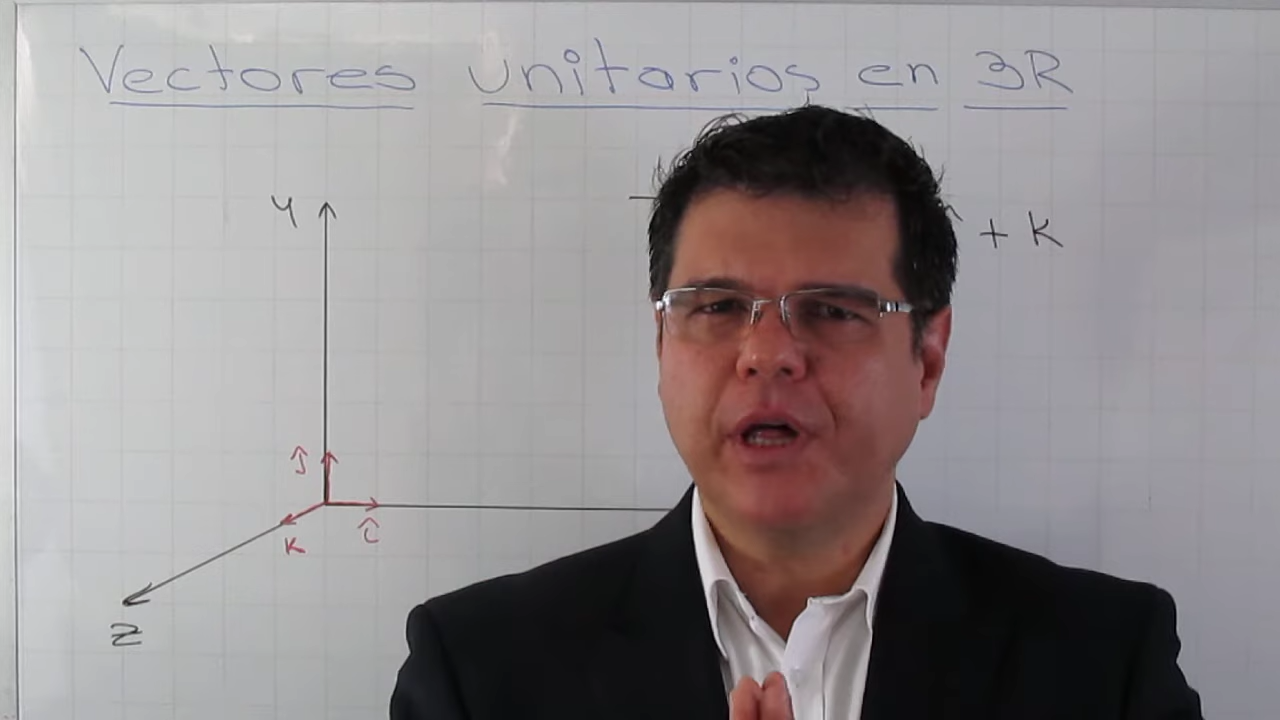 Vectores unitarios en 3R
y
+ k
ĵ
î
k
z